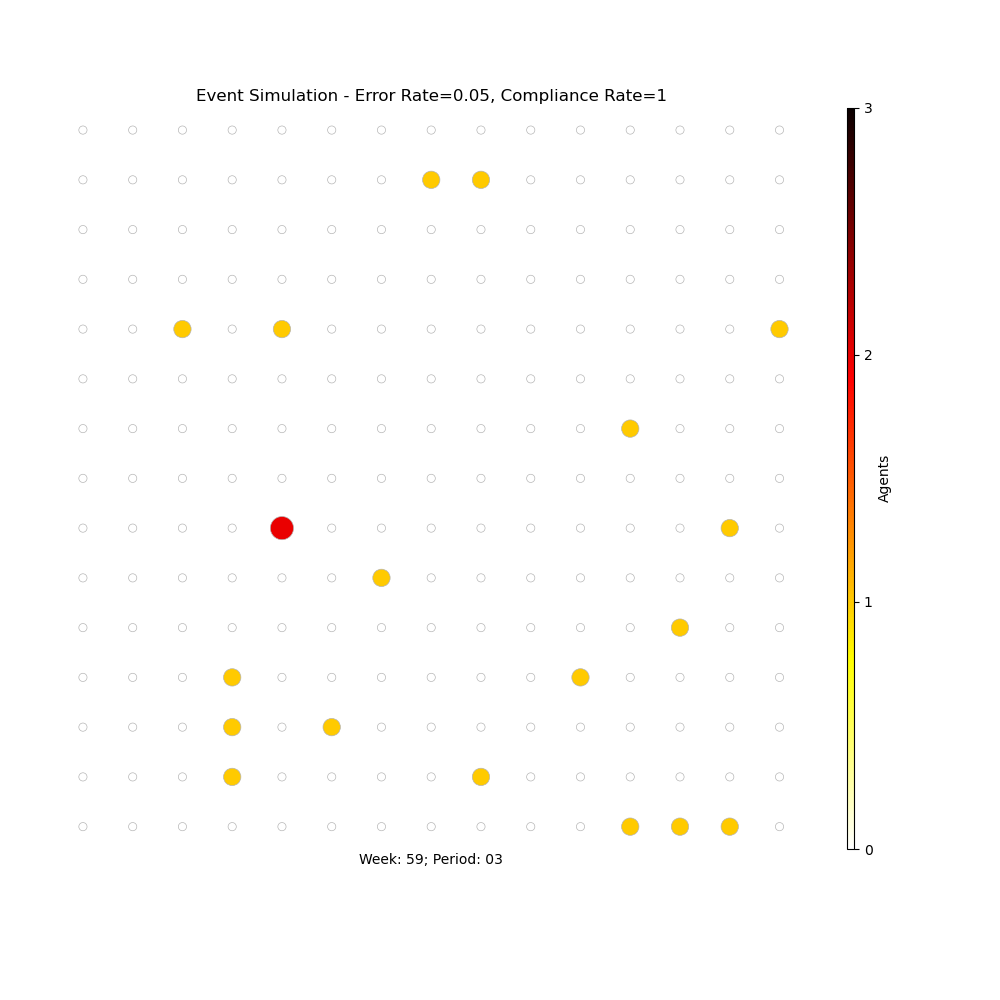 Event Simulation - Error Rate=0.05, Compliance Rate=1
3
2
Agents
1
0
Week: 59; Period: 03